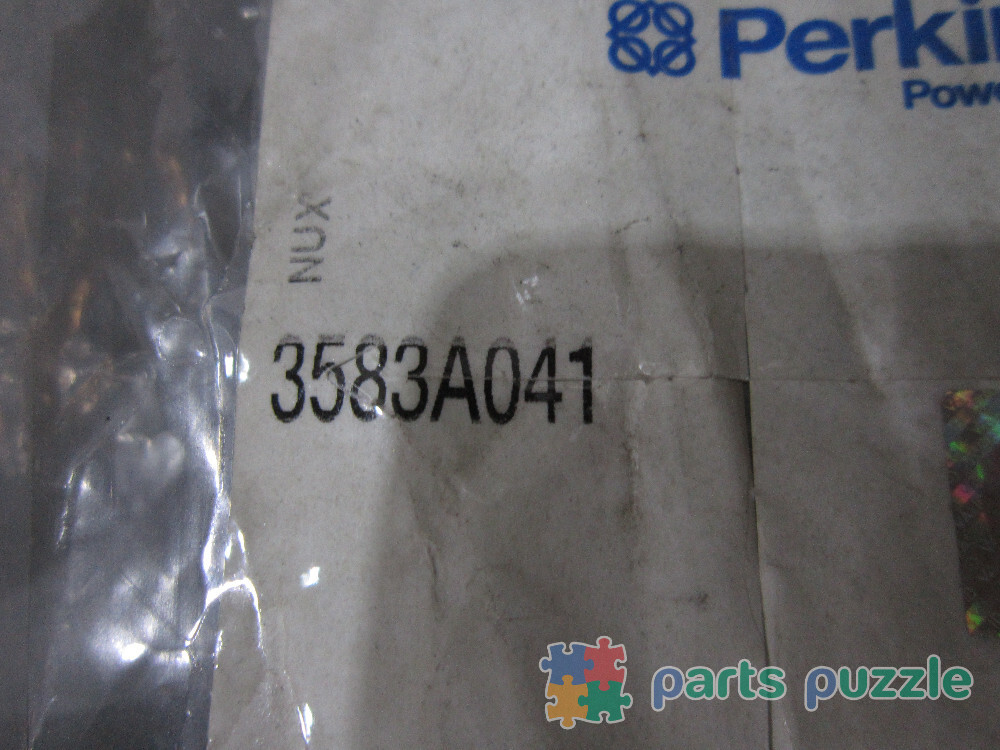 Perkin
Powe
NUX
3583A041
parts puzzle